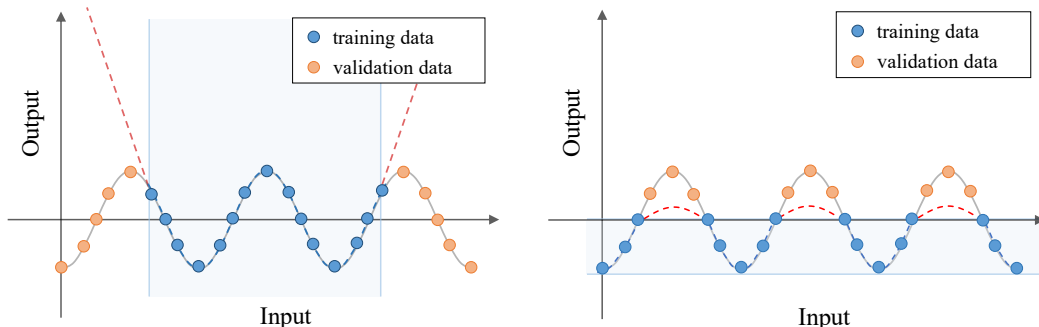 training data
validation data
Output
Input
training data
validation data
Output
Input